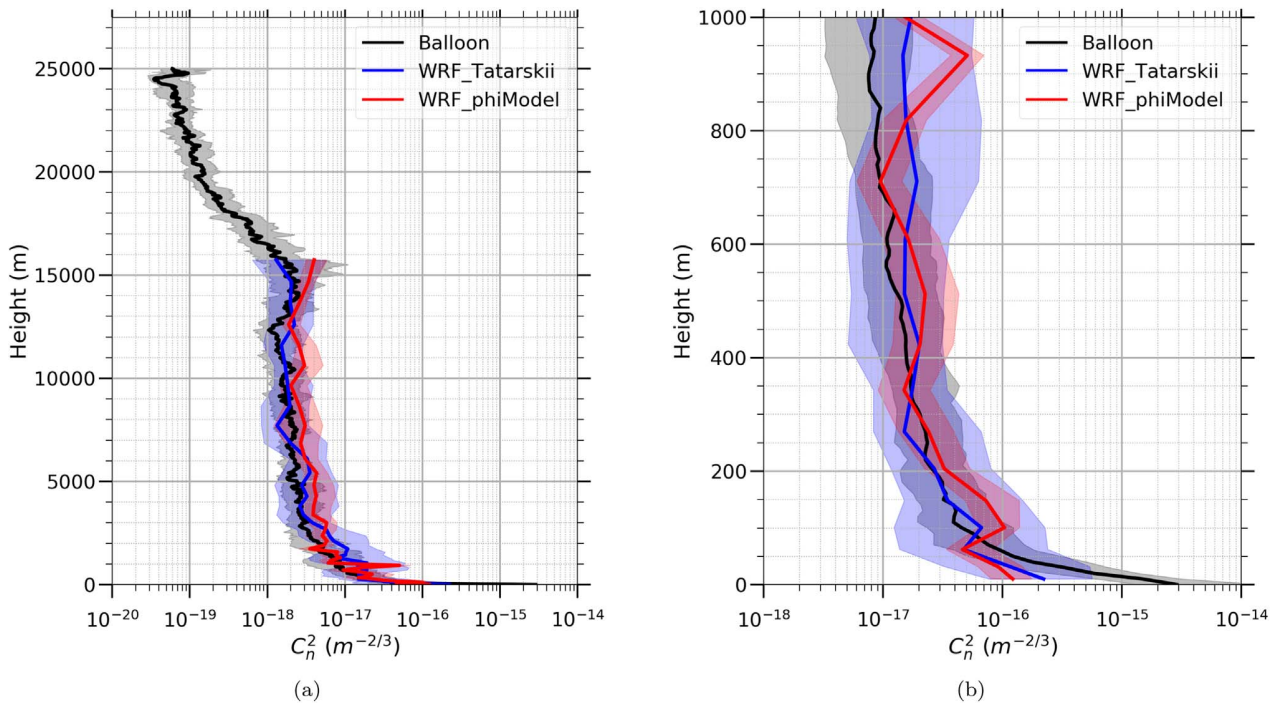 Balloon
WRF_Tatarskii
WRF_phiModel
25000
20000
15000
10000
5000
0
Height (m)
10⁻²⁰ 10⁻¹⁹ 10⁻¹⁸ 10⁻¹⁷ 10⁻¹⁶ 10⁻¹⁵ 10⁻¹⁴
C_n^2 (m^{-2/3})
(a)
Balloon
WRF_Tatarskii
WRF_phiModel
1000
800
600
400
200
0
Height (m)
10⁻¹⁸ 10⁻¹⁷ 10⁻¹⁶ 10⁻¹⁵ 10⁻¹⁴
C_n^2 (m^{-2/3})
(b)